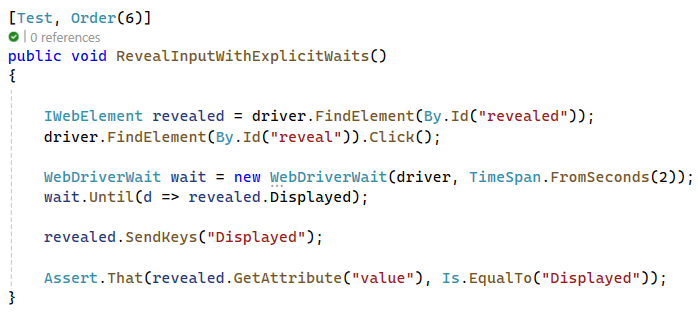 [Test, Order(6)]
| 0 references
public void RevealInputWithExplicitWaits()
{
IWebElement revealed = driver.FindElement(By.Id("revealed"));
driver.FindElement(By.Id("reveal")).Click();
WebDriverWait wait = new WebDriverWait(driver, TimeSpan.FromSeconds(2));
wait.Until(d => revealed.Displayed);
revealed.SendKeys("Displayed");
Assert.That(revealed.GetAttribute("value"), Is.EqualTo("Displayed"));
}